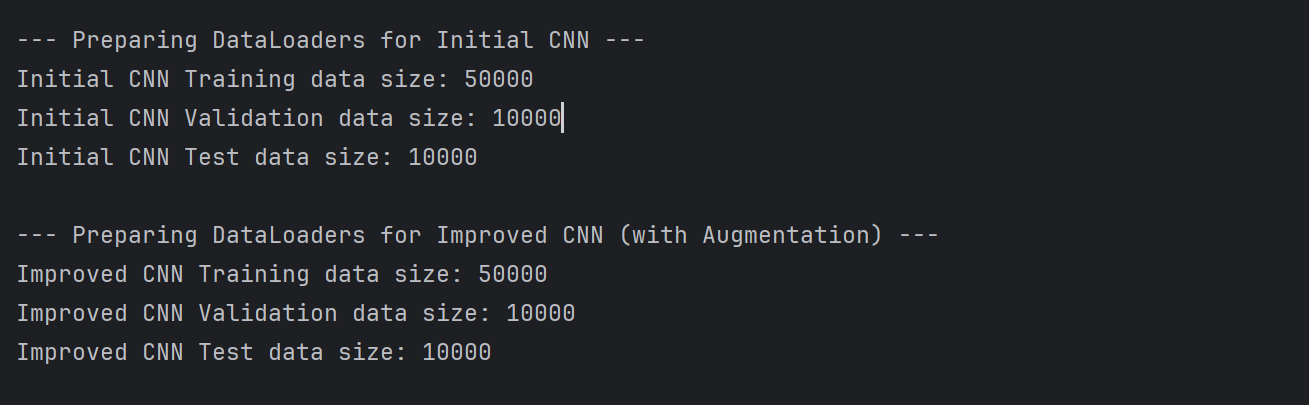 --- Preparing DataLoaders for Initial CNN ---
Initial CNN Training data size: 50000
Initial CNN Validation data size: 10000
Initial CNN Test data size: 10000
--- Preparing DataLoaders for Improved CNN (with Augmentation) ---
Improved CNN Training data size: 50000
Improved CNN Validation data size: 10000
Improved CNN Test data size: 10000